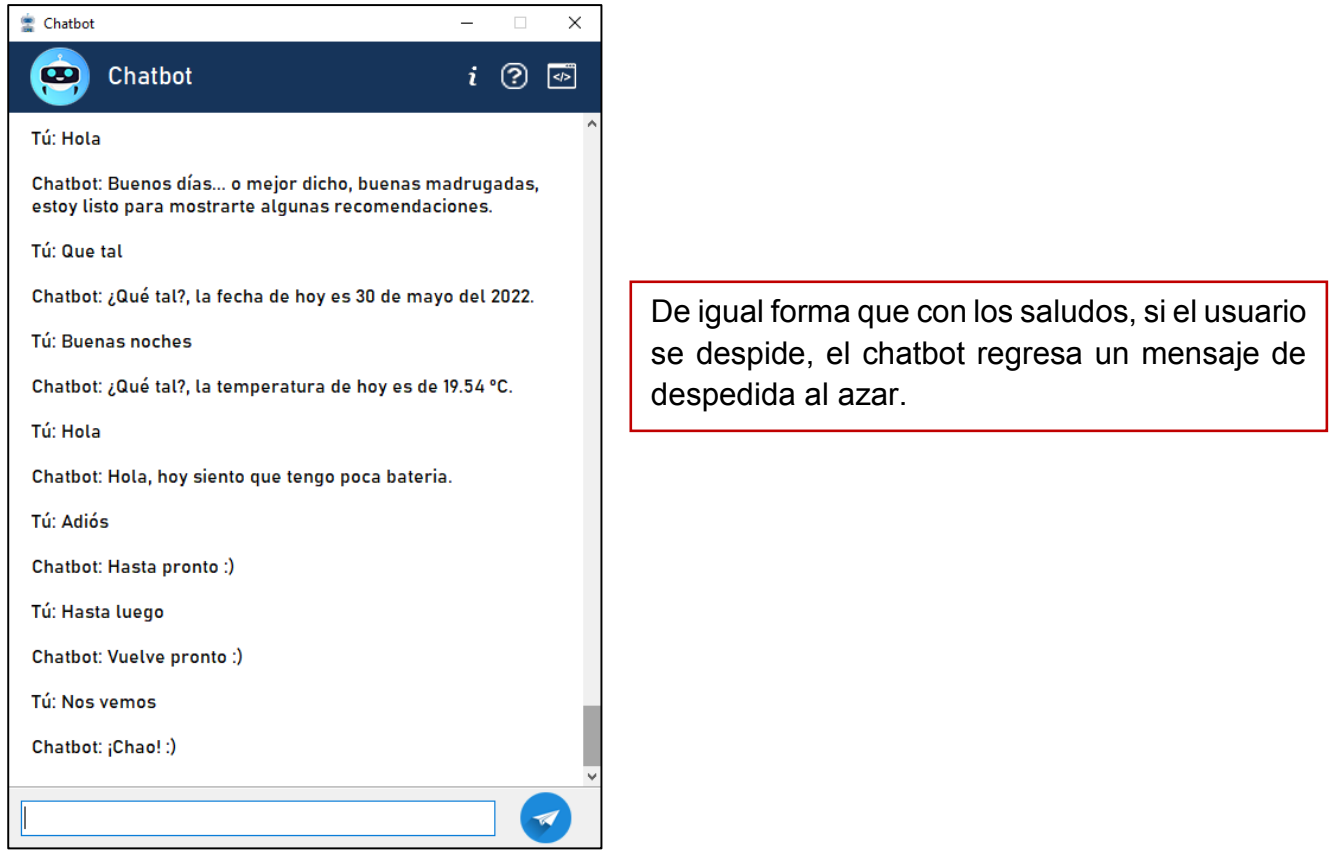 Chatbot
Chatbot
i ? </>
Tú: Hola
Chatbot: Buenos días... o mejor dicho, buenas madrugadas,
estoy listo para mostrarte algunas recomendaciones.
Tú: Que tal
Chatbot: ¿Qué tal?, la fecha de hoy es 30 de mayo del 2022.
Tú: Buenas noches
Chatbot: ¿Qué tal?, la temperatura de hoy es de 19.54 °C.
Tú: Hola
Chatbot: Hola, hoy siento que tengo poca bateria.
Tú: Adiós
Chatbot: Hasta pronto :)
Tú: Hasta luego
Chatbot: Vuelve pronto :)
Tú: Nos vemos
Chatbot: ¡Chao! :)
De igual forma que con los saludos, si el usuario
se despide, el chatbot regresa un mensaje de
despedida al azar.